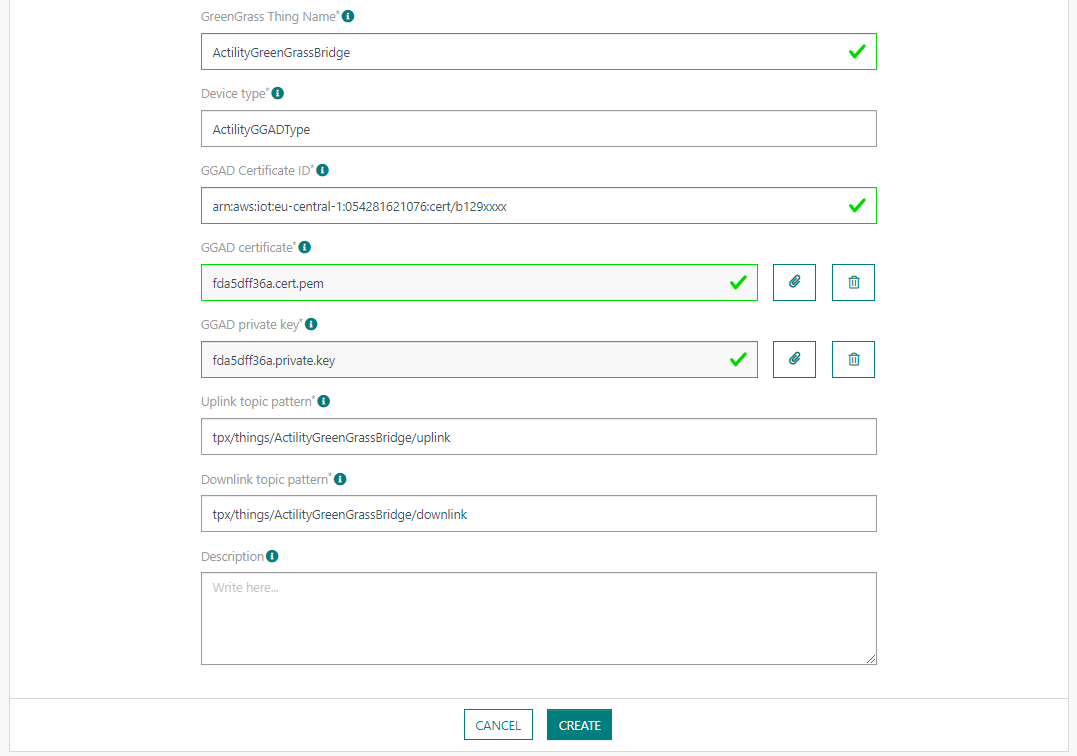 GreenGrass Thing Name*
ActilityGreenGrassBridge
Device type*
ActilityGGADType
GGAD Certificate ID*
arn:aws:iot:eu-central-1:054281621076:cert/b129xxxx
GGAD certificate*
fda5dff36a.cert.pem
GGAD private key*
fda5dff36a.private.key
Uplink topic pattern*
tpx/things/ActilityGreenGrassBridge/uplink
Downlink topic pattern*
tpx/things/ActilityGreenGrassBridge/downlink
Description
Write here...
CANCEL CREATE